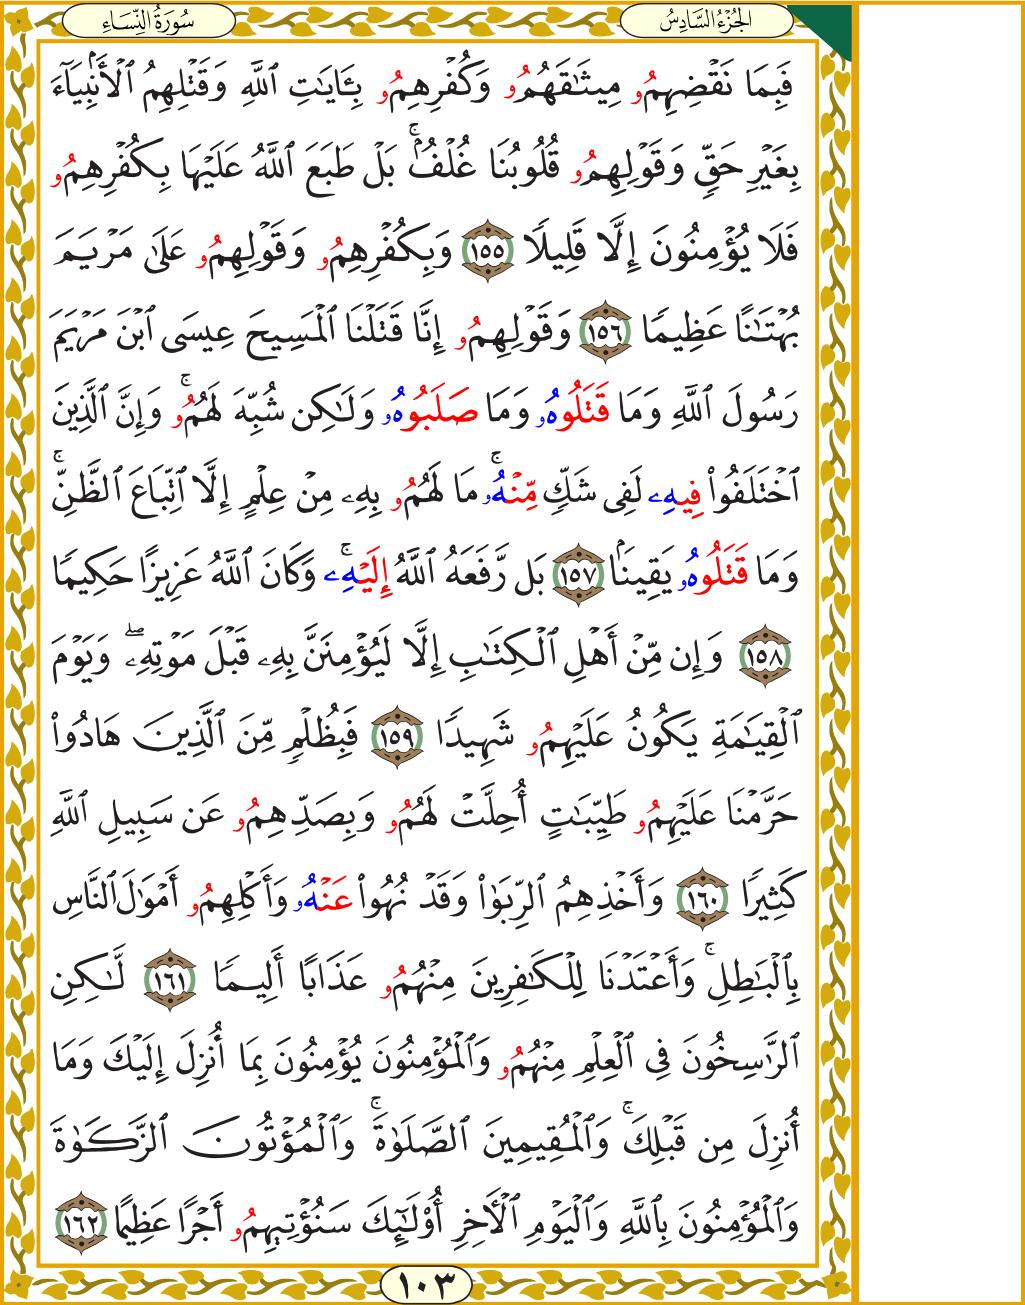 الجُزْءُ السَّادِسُ
سُورَةُ النِّسَاءِ
فَبِمَا نَقْضِهِمُو مِيثَٰقَهُمُو وَكُفْرِهِمُو بِـَٔايَٰتِ ٱللَّهِ وَقَتْلِهِمُ ٱلْأَنۢبِيَآءَ
بِغَيْرِ حَقٍّ وَقَوْلِهِمُو قُلُوبُنَا غُلْفٌۢ ۚ بَلْ طَبَعَ ٱللَّهُ عَلَيْهَا بِكُفْرِهِمُو
فَلَا يُؤْمِنُونَ إِلَّا قَلِيلًا ١٥٥ وَبِكُفْرِهِمُو وَقَوْلِهِمُو عَلَىٰ مَرْيَمَ
بُهْتَٰنًا عَظِيمًا ١٥٦ وَقَوْلِهِمُو إِنَّا قَتَلْنَا ٱلْمَسِيحَ عِيسَى ٱبْنَ مَرْيَمَ
رَسُولَ ٱللَّهِ وَمَا قَتَلُوهُۥ وَمَا صَلَبُوهُۥ وَلَٰكِن شُبِّهَ لَهُمُو ۚ وَإِنَّ ٱلَّذِينَ
ٱخْتَلَفُوا۟ فِيهِۦ لَفِى شَكٍّ مِّنْهُۥ ۚ مَا لَهُمُو بِهِۦ مِنْ عِلْمٍ إِلَّا ٱتِّبَاعَ ٱلظَّنِّ ۚ
وَمَا قَتَلُوهُۥ يَقِينًۢا ١٥٧ بَل رَّفَعَهُ ٱللَّهُ إِلَيْهِۦ ۚ وَكَانَ ٱللَّهُ عَزِيزًا حَكِيمًا
١٥٨ وَإِن مِّنْ أَهْلِ ٱلْكِتَٰبِ إِلَّا لَيُؤْمِنَنَّ بِهِۦ قَبْلَ مَوْتِهِۦ ۖ وَيَوْمَ
ٱلْقِيَٰمَةِ يَكُونُ عَلَيْهِمُو شَهِيدًا ١٥٩ فَبِظُلْمٍ مِّنَ ٱلَّذِينَ هَادُوا۟
حَرَّمْنَا عَلَيْهِمُو طَيِّبَٰتٍ أُحِلَّتْ لَهُمُو وَبِصَدِّهِمُو عَن سَبِيلِ ٱللَّهِ
كَثِيرًا ١٦٠ وَأَخْذِهِمُ ٱلرِّبَوٰا۟ وَقَدْ نُهُوا۟ عَنْهُۥ وَأَكْلِهِمُو أَمْوَٰلَ ٱلنَّاسِ
بِٱلْبَٰطِلِ ۚ وَأَعْتَدْنَا لِلْكَٰفِرِينَ مِنْهُمُو عَذَابًا أَلِيمًا ١٦١ لَّٰكِنِ
ٱلرَّٰسِخُونَ فِى ٱلْعِلْمِ مِنْهُمُو وَٱلْمُؤْمِنُونَ يُؤْمِنُونَ بِمَا أُنزِلَ إِلَيْكَ وَمَا
أُنزِلَ مِن قَبْلِكَ ۚ وَٱلْمُقِيمِينَ ٱلصَّلَوٰةَ ۚ وَٱلْمُؤْتُونَ ٱلزَّكَوٰةَ
وَٱلْمُؤْمِنُونَ بِٱللَّهِ وَٱلْيَوْمِ ٱلْأَخِرِ أُو۟لَٰٓئِكَ سَنُؤْتِيهِمُو أَجْرًا عَظِيمًا ١٦٢
١٠٣